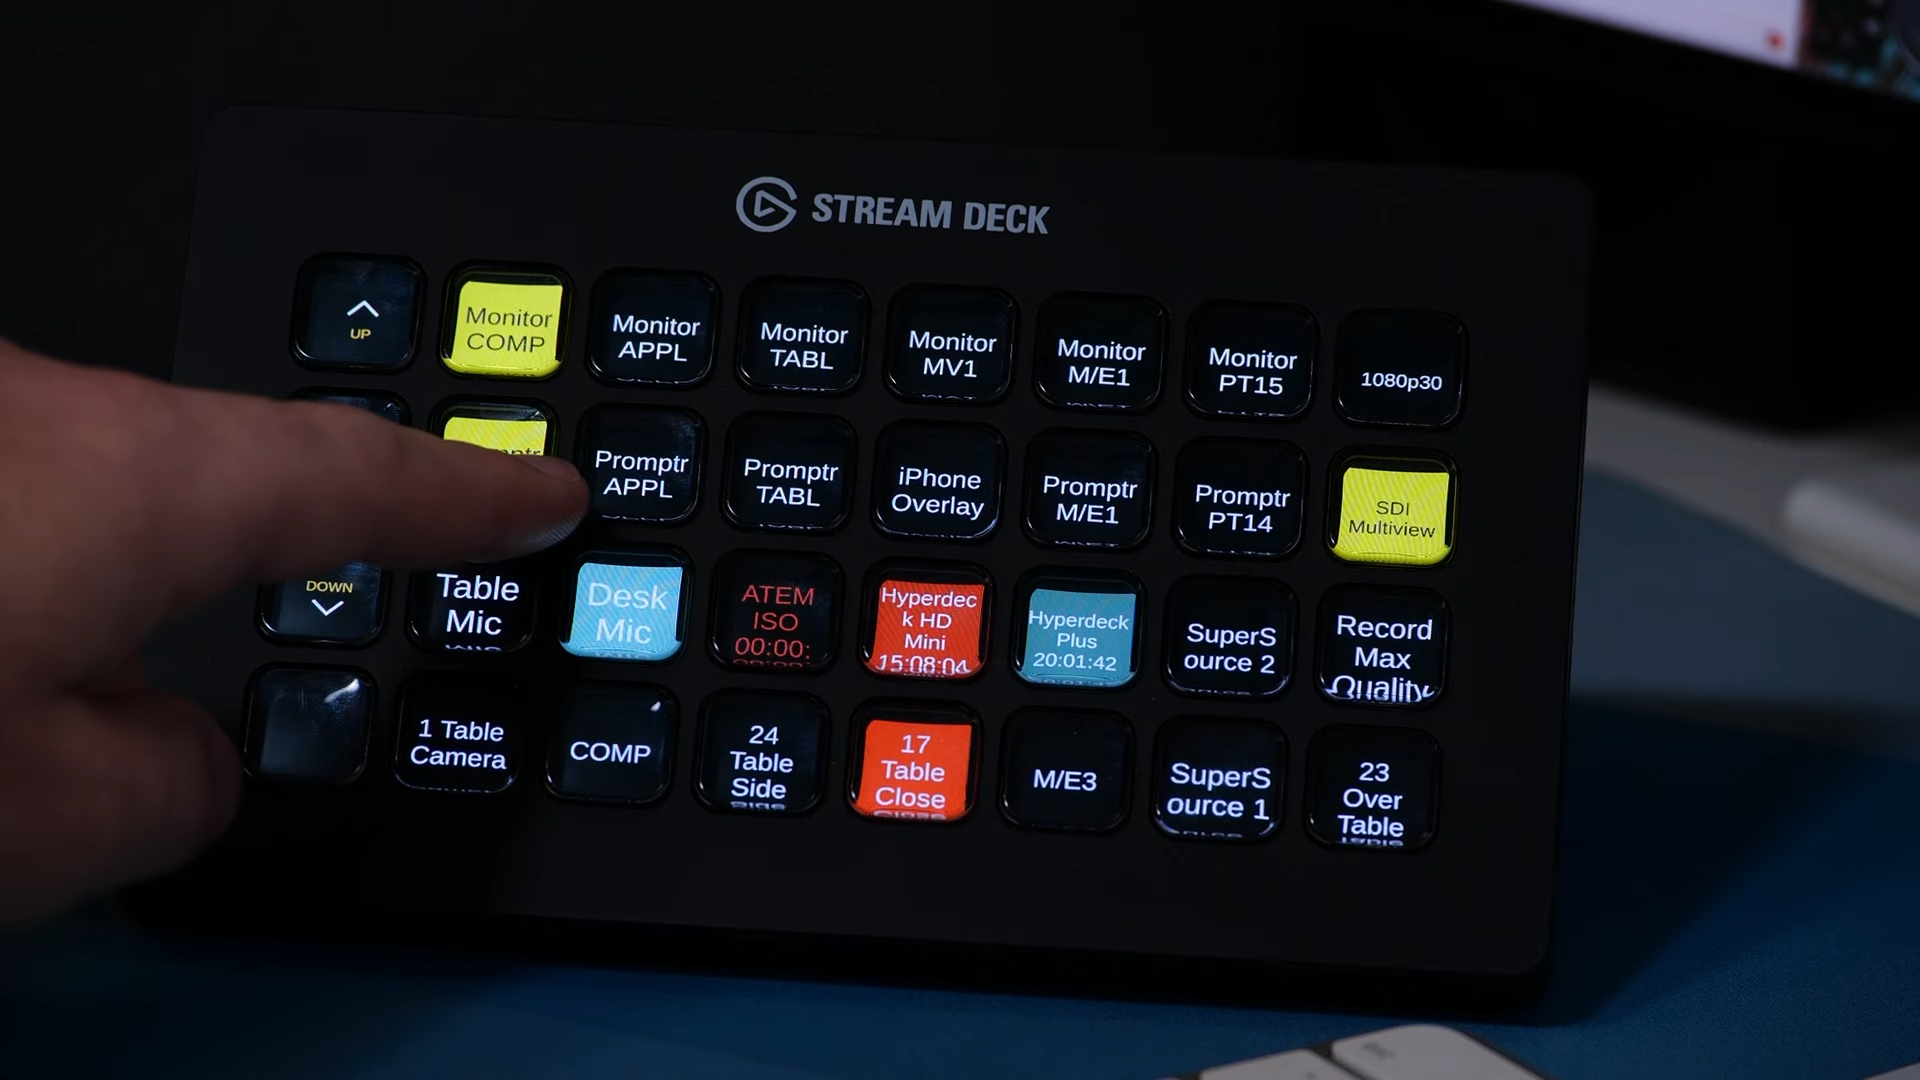 STREAM DECK
UP
Monitor
COMP
Monitor
APPL
Monitor
TABL
Monitor
MV1
Monitor
M/E1
Monitor
PT15
1080p30
Promptr
APPL
Promptr
TABL
iPhone
Overlay
Promptr
M/E1
Promptr
PT14
SDI
Multiview
DOWN
Table
Mic
Desk
Mic
ATEM
ISO
00:00:
Hyperdec
k HD
Mini
15:08:04
Hyperdeck
Plus
20:01:42
SuperS
ource 2
Record
Max
Quality
1 Table
Camera
COMP
24
Table
Side
17
Table
Close
M/E3
SuperS
ource 1
23
Over
Table